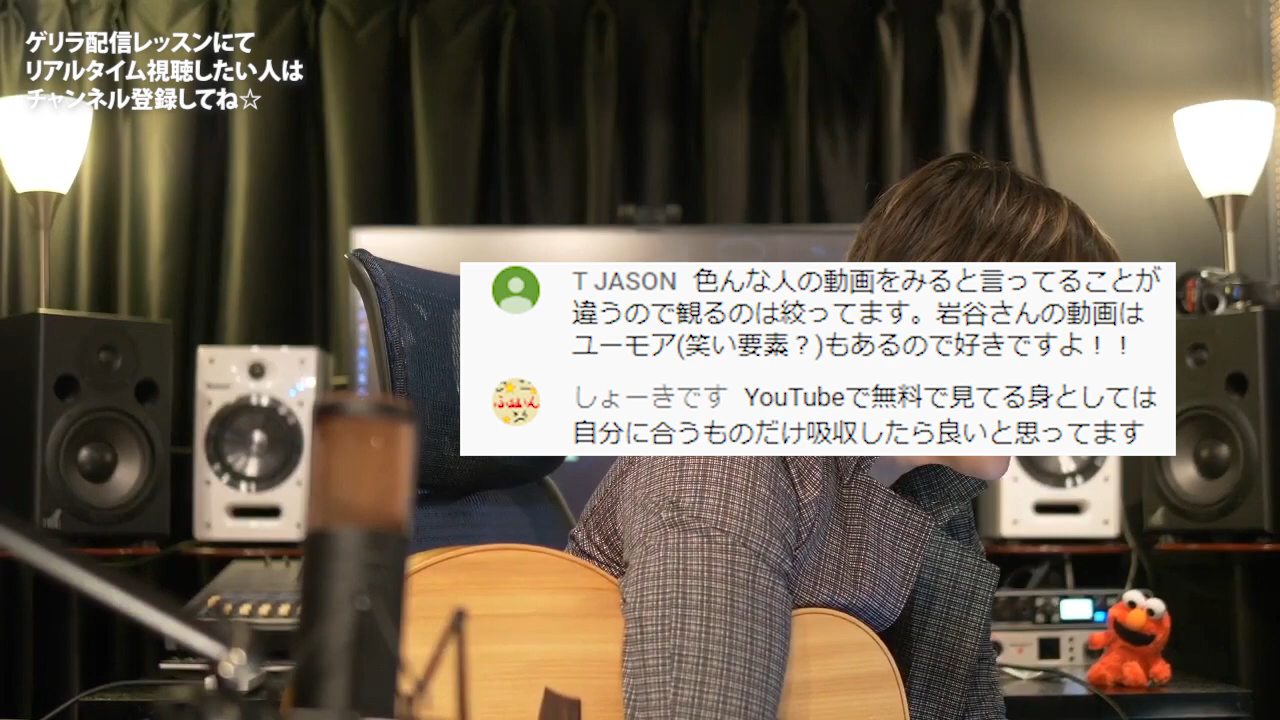 ゲリラ配信レッスンにて
リアルタイム視聴したい人は
チャンネル登録してね☆
T JASON 色んな人の動画をみると言ってることが
違うので観るのは絞ってます。岩谷さんの動画は
ユーモア(笑い要素？)もあるので好きですよ！！
しょーきです YouTubeで無料で見てる身としては
自分に合うものだけ吸収したら良いと思ってます